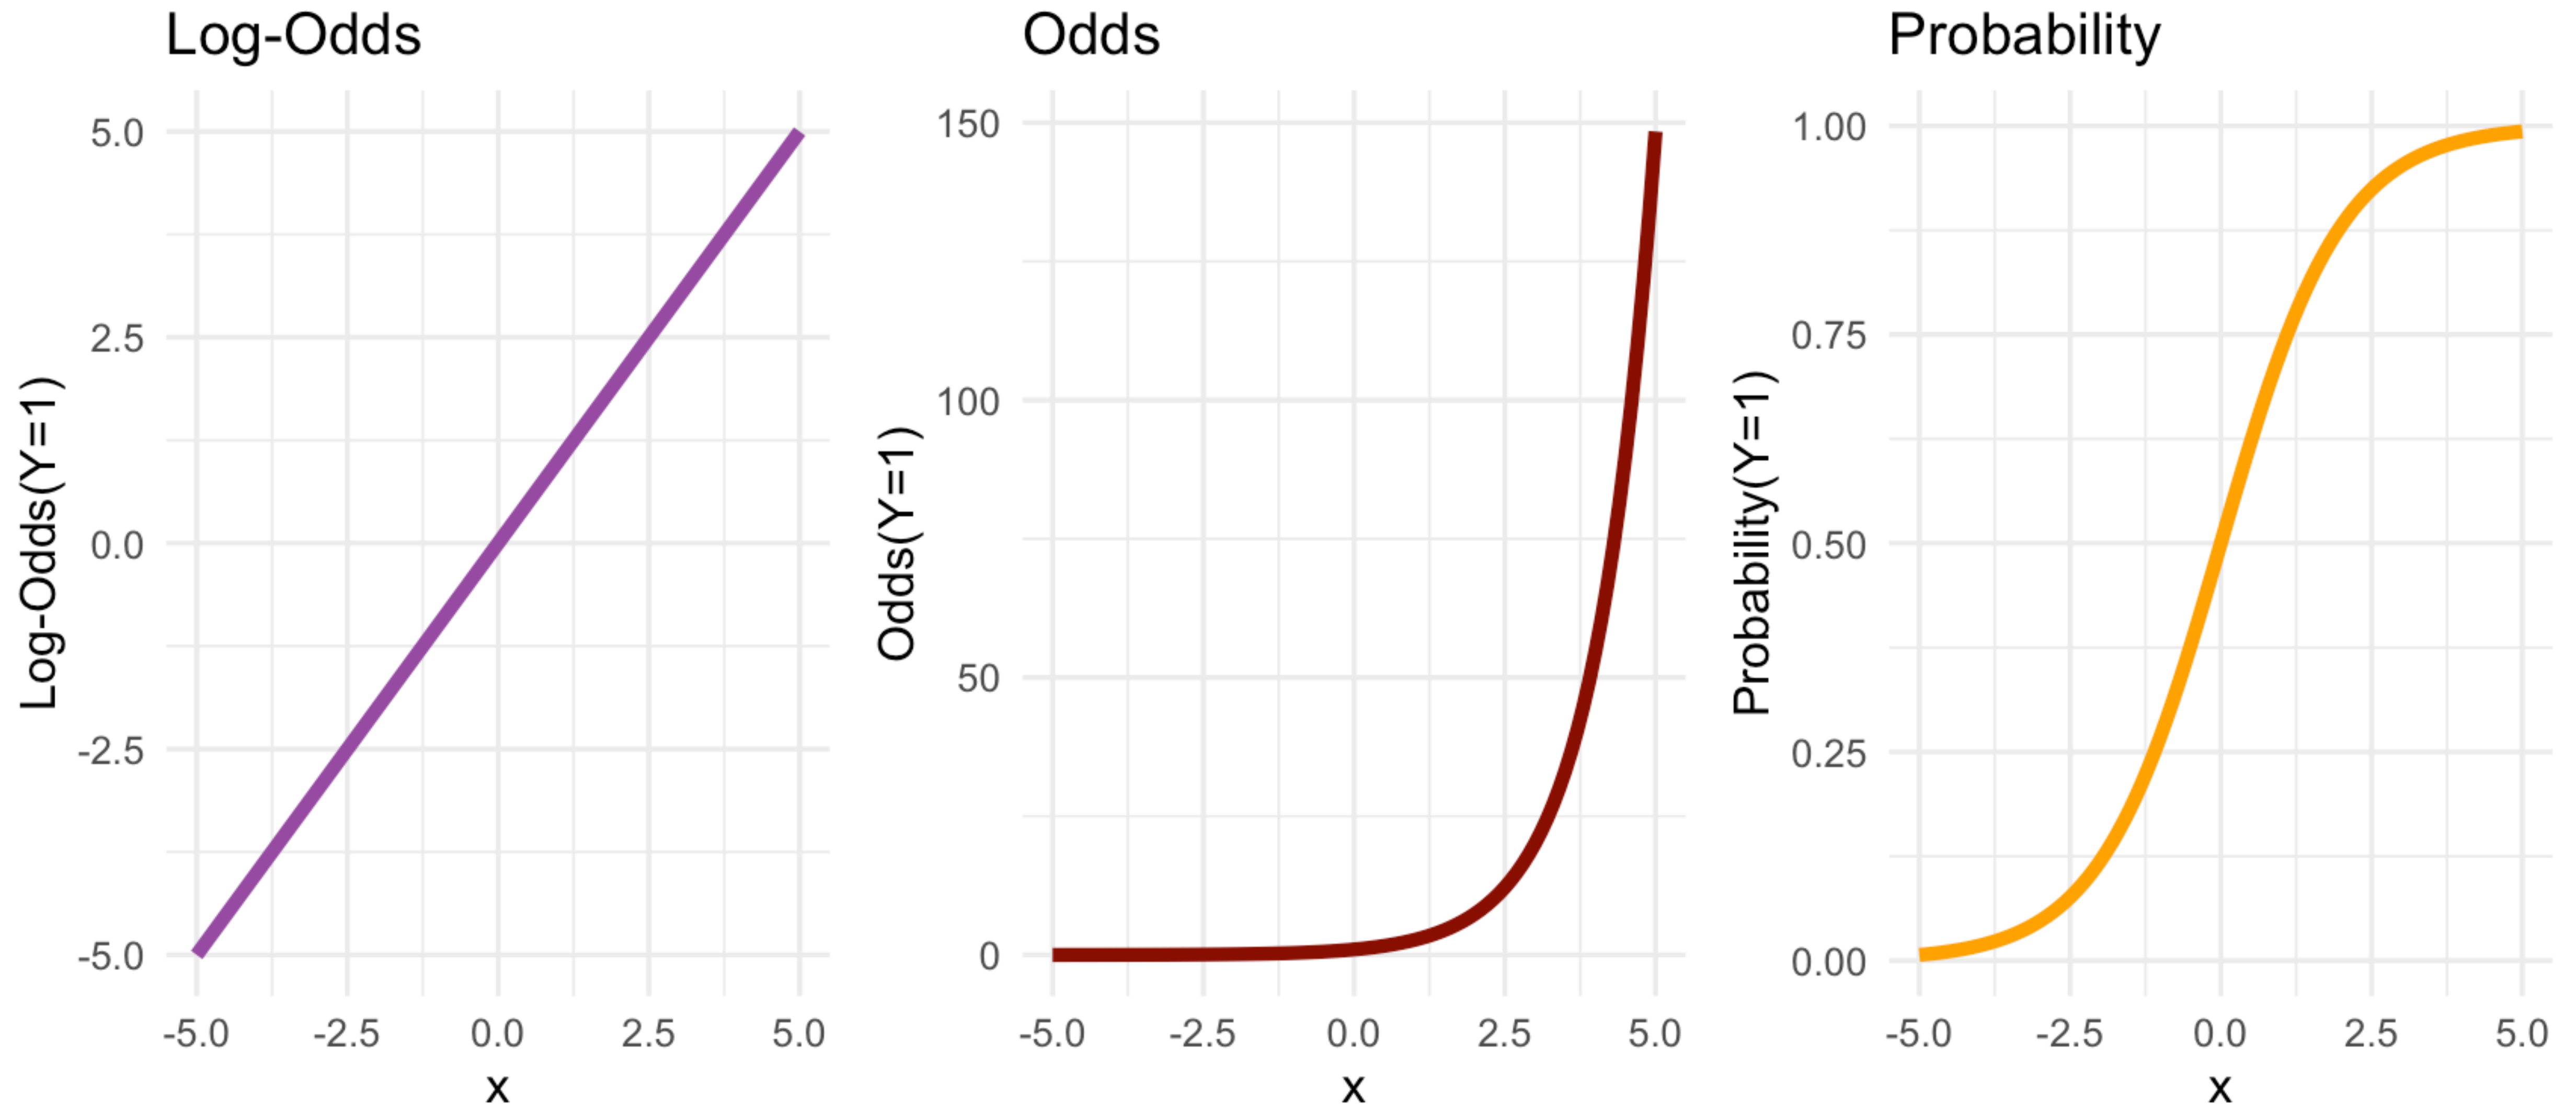 Log-Odds
Log-Odds(Y=1)
5.0
2.5
0.0
-2.5
-5.0
-5.0 -2.5 0.0 2.5 5.0
x
Odds
Odds(Y=1)
150
100
50
0
-5.0 -2.5 0.0 2.5 5.0
x
Probability
Probability(Y=1)
1.00
0.75
0.50
0.25
0.00
-5.0 -2.5 0.0 2.5 5.0
x